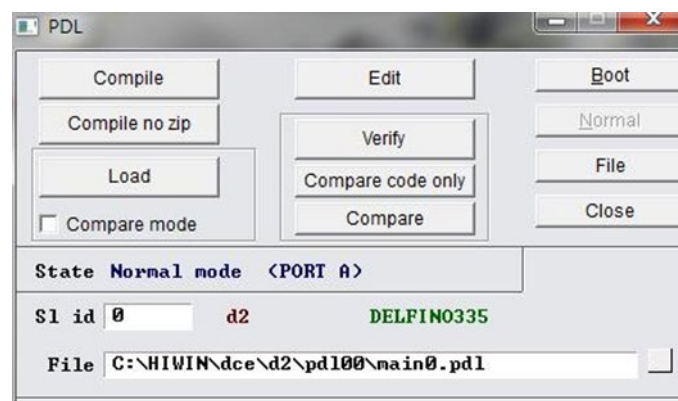 PDL
Compile Edit Boot
Compile no zip Verify Normal
Load Compare code only File
Compare mode Compare Close
State Normal mode (PORT A)
Sl id 0 d2 DELFINO335
File C:\HIWIN\dce\d2\pdl00\main0.pdl